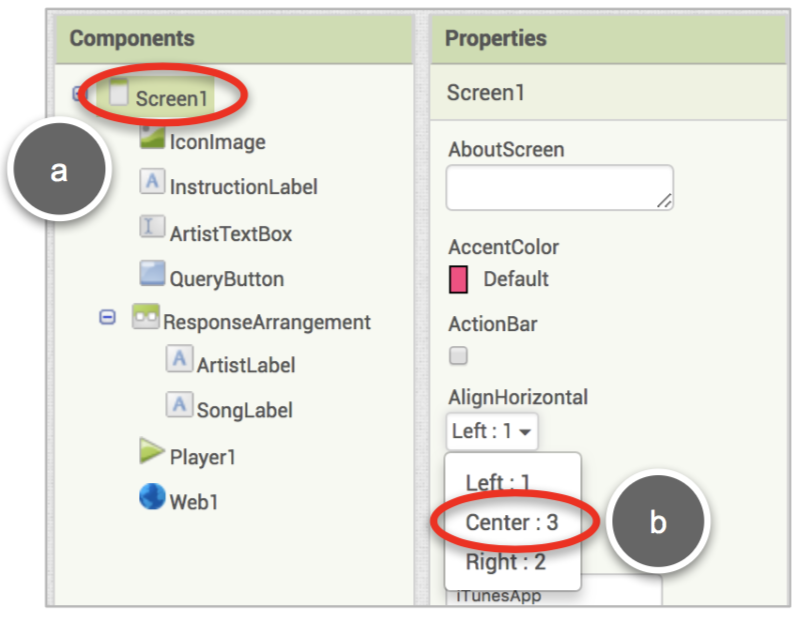 Components
Screen1
a
IconImage
A InstructionLabel
ArtistTextBox
QueryButton
ResponseArrangement
A ArtistLabel
A SongLabel
Player1
Web1
Properties
Screen1
AboutScreen
AccentColor
Default
ActionBar
AlignHorizontal
Left : 1
Left : 1
Center : 3
b
Right : 2
iTunesApp